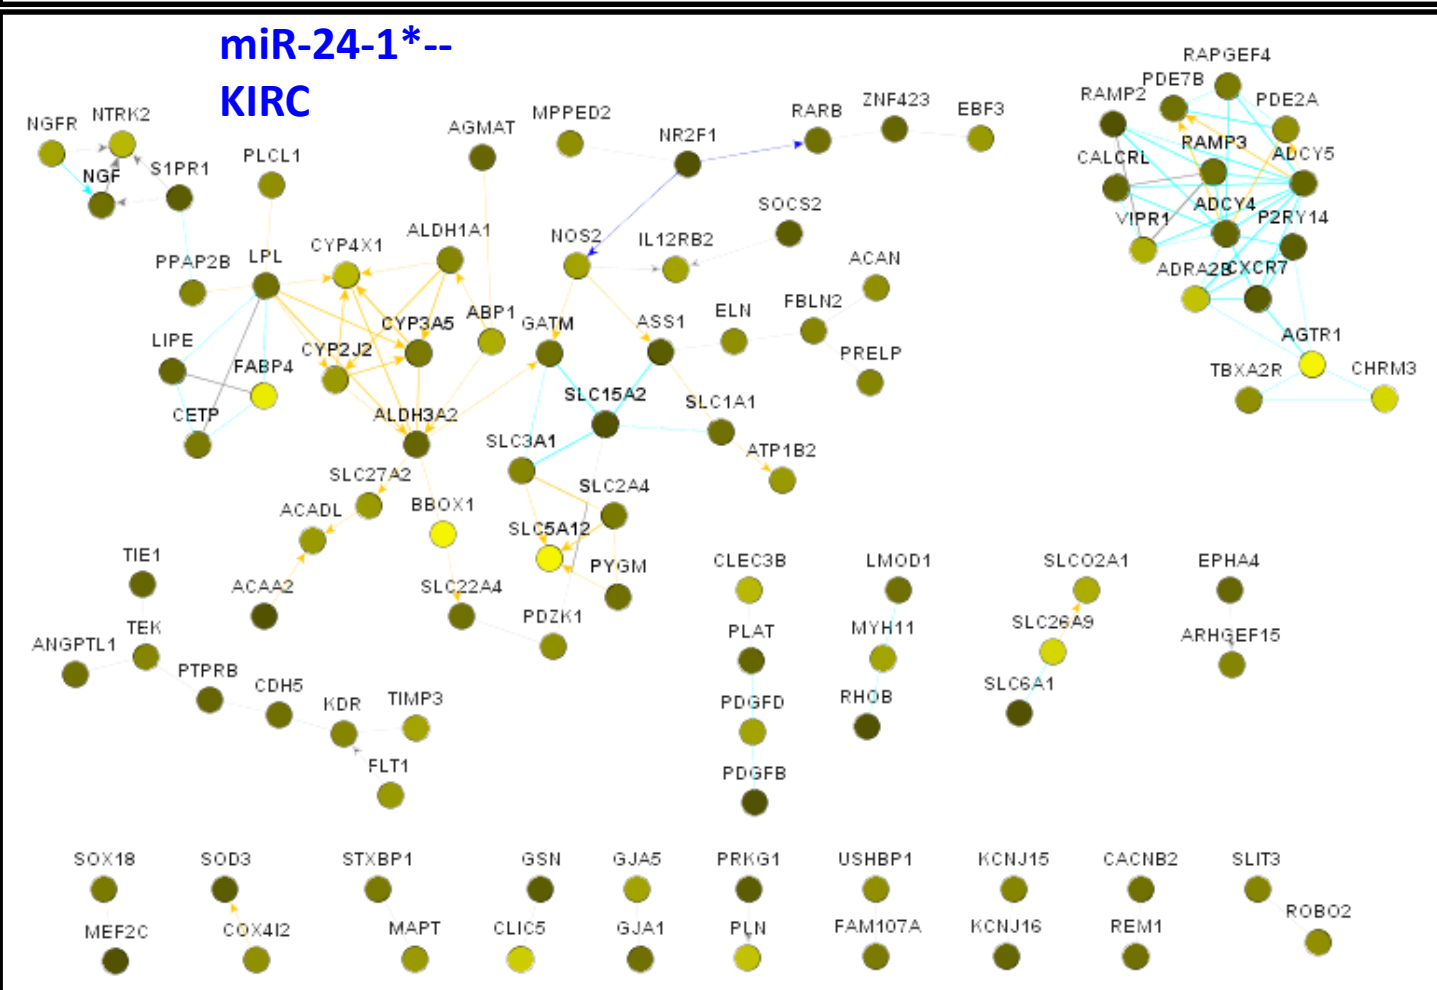 miR-24-1*--
KIRC
RAPGEF4
PDE7B
RAMP2
PDE2A
NTRK2
NGFR
MPPED2
RARB
ZNF423
EBF3
AGMAT
NR2F1
RAMP3
ADCY5
CALCRL
PLCL1
S1PR1
NGF
SOCS2
ADCY4
P2RY14
VIPR1
ALDH1A1
CYP4X1
NOS2
IL12RB2
LPL
PPAP2B
ACAN
ADRA2B
CXCR7
ABP1
CYP3A5
GATM
ASS1
ELN
FBLN2
AGTR1
LIPE
CYP2J2
FABP4
PRELP
TBXA2R
CHRM3
CETP
ALDH3A2
SLC15A2
SLC1A1
SLC3A1
ATP1B2
SLC27A2
SLC2A4
ACADL
BBOX1
SLC5A12
TIE1
ACAA2
SLC22A4
PYGM
PDZK1
CLEC3B
LMOD1
SLCO2A1
EPHA4
ANGPTL1
TEK
PLAT
MYH11
SLC26A9
ARHGEF15
PTPRB
CDH5
KDR
TIMP3
PDGFD
RHOB
SLC6A1
FLT1
PDGFB
SOX18
SOD3
STXBP1
GSN
GJA5
PRKG1
USHBP1
KCNJ15
CACNB2
SLIT3
MEF2C
COX4I2
MAPT
CLIC5
GJA1
PLN
FAM107A
KCNJ16
REM1
ROBO2